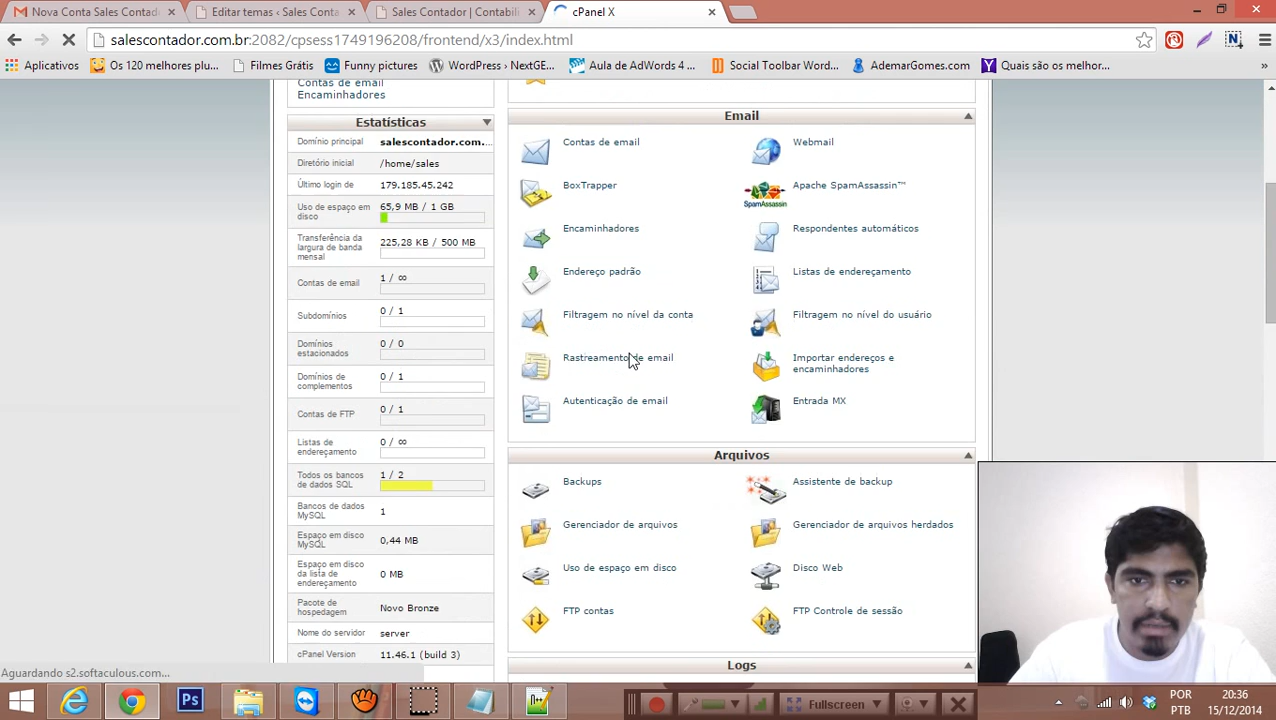 Nova Conta Sales Contad
Editar temas ‹ Sales Conta
Sales Contador | Contabili
cPanel X
salescontador.com.br:2082/cpsess1749196208/frontend/x3/index.html
Aplicativos
Os 120 melhores plu...
Filmes Grátis
Funny pictures
WordPress › NextGE...
Aula de AdWords 4 ...
Social Toolbar Word...
AdemarGomes.com
Quais são os melhor...
»
Contas de email
Encaminhadores
Estatísticas
Domínio principal salescontador.com....
Diretório inicial /home/sales
Último login de 179.185.45.242
Uso de espaço em disco 65,9 MB / 1 GB
Transferência da largura de banda mensal 225,28 KB / 500 MB
Contas de email 1 / ∞
Subdomínios 0 / 1
Domínios estacionados 0 / 0
Domínios de complementos 0 / 1
Contas de FTP 0 / 1
Listas de endereçamento 0 / ∞
Todos os bancos de dados SQL 1 / 2
Bancos de dados MySQL 1
Espaço em disco MySQL 0,44 MB
Espaço em disco da lista de endereçamento 0 MB
Pacote de hospedagem Novo Bronze
Nome do servidor server
cPanel Version 11.46.1 (build 3)
Email
Contas de email
Webmail
BoxTrapper
SpamAssassin
Apache SpamAssassin™
Encaminhadores
Respondentes automáticos
Endereço padrão
Listas de endereçamento
Filtragem no nível da conta
Filtragem no nível do usuário
Rastreamento de email
Importar endereços e
encaminhadores
Autenticação de email
Entrada MX
Arquivos
Backups
Assistente de backup
Gerenciador de arquivos
Gerenciador de arquivos herdados
Uso de espaço em disco
Disco Web
FTP contas
FTP Controle de sessão
Logs
Aguardando s2.softaculous.com...
Ps
Fullscreen
POR
PTB
20:36
15/12/2014